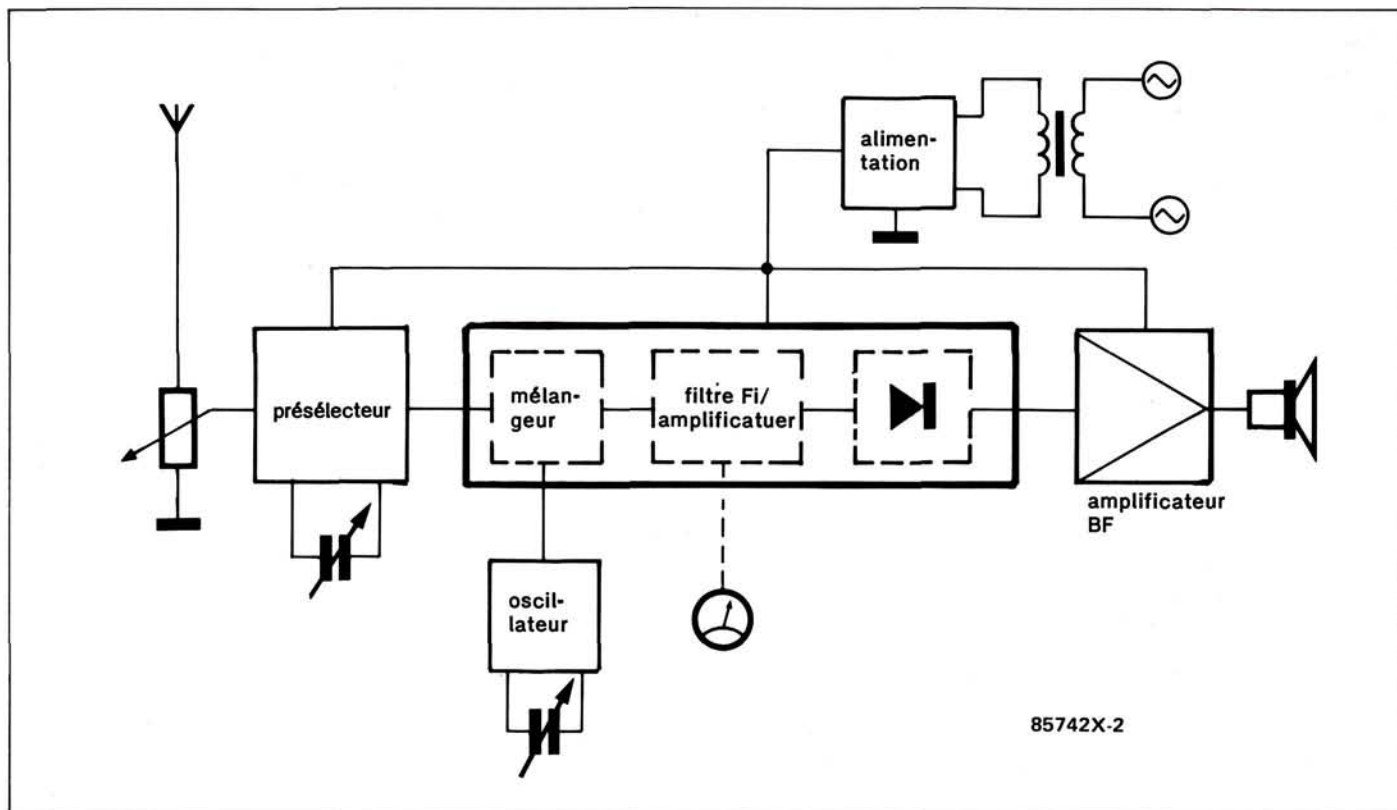 alimen-
tation
présélecteur
mélan-
geur
filtre Fi/
amplificatuer
amplificateur
BF
oscil-
lateur
85742X-2